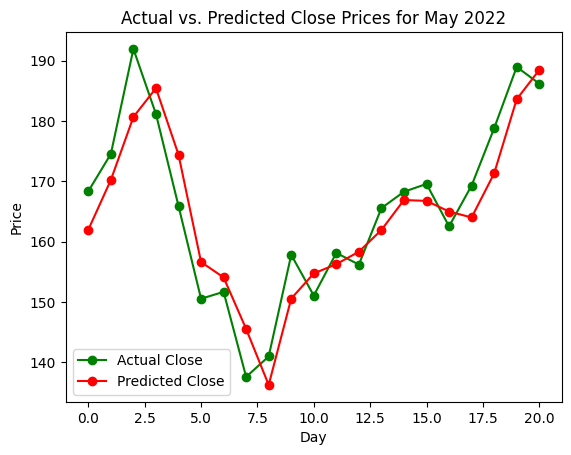 Actual vs. Predicted Close Prices for May 2022
190
180
170
160
150
140
Price
Actual Close
Predicted Close
0.0 2.5 5.0 7.5 10.0 12.5 15.0 17.5 20.0
Day